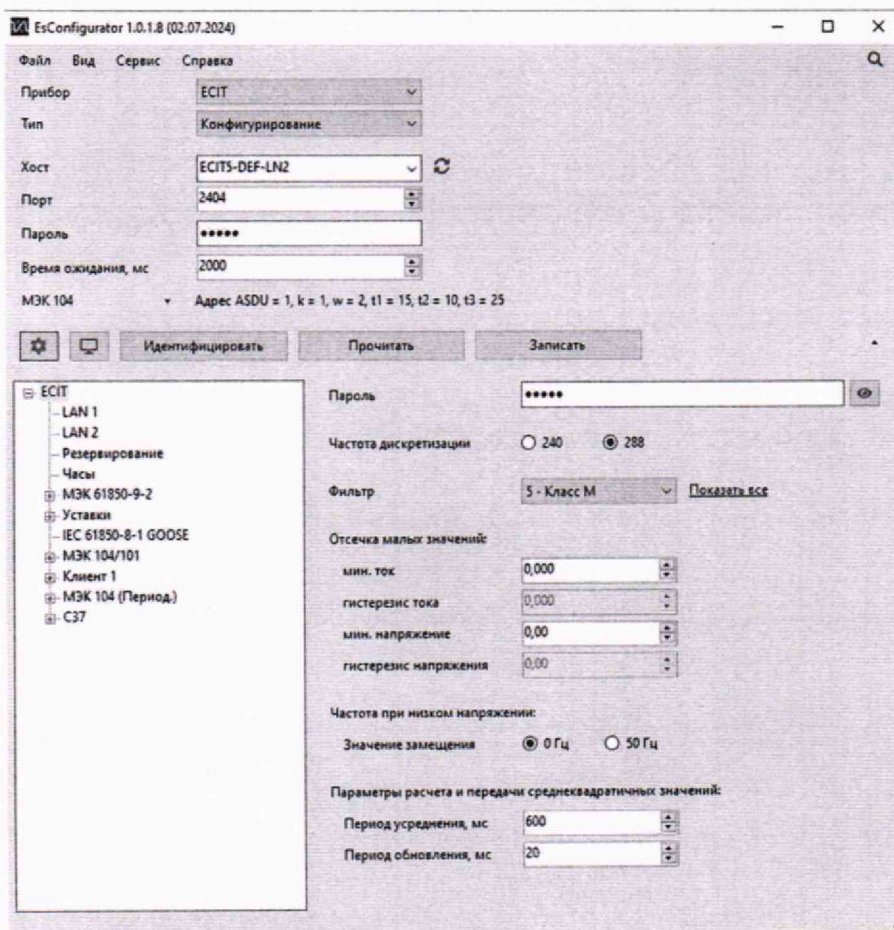 EsConfigurator 1.0.1.8 (02.07.2024)
Файл Вид Сервис Справка
Прибор ECIT
Тип Конфигурирование
Хост ECIT5-DEF-LN2
Порт 2404
Пароль •••••
Время ожидания, мс 2000
МЭК 104 Адрес ASDU = 1, k = 1, w = 2, t1 = 15, t2 = 10, t3 = 25
Идентифицировать Прочитать Записать
ECIT
LAN 1
LAN 2
Резервирование
Часы
МЭК 61850-9-2
Уставки
IEC 61850-8-1 GOOSE
МЭК 104/101
Клиент 1
МЭК 104 (Период.)
C37
Пароль •••••
Частота дискретизации 240 288
Фильтр 5 - Класс M Показать все
Отсечка малых значений:
мин. ток 0,000
гистерезис тока 0,000
мин. напряжение 0,00
гистерезис напряжения 0,00
Частота при низком напряжении:
Значение замещения 0 Гц 50 Гц
Параметры расчета и передачи среднеквадратичных значений:
Период усреднения, мс 600
Период обновления, мс 20